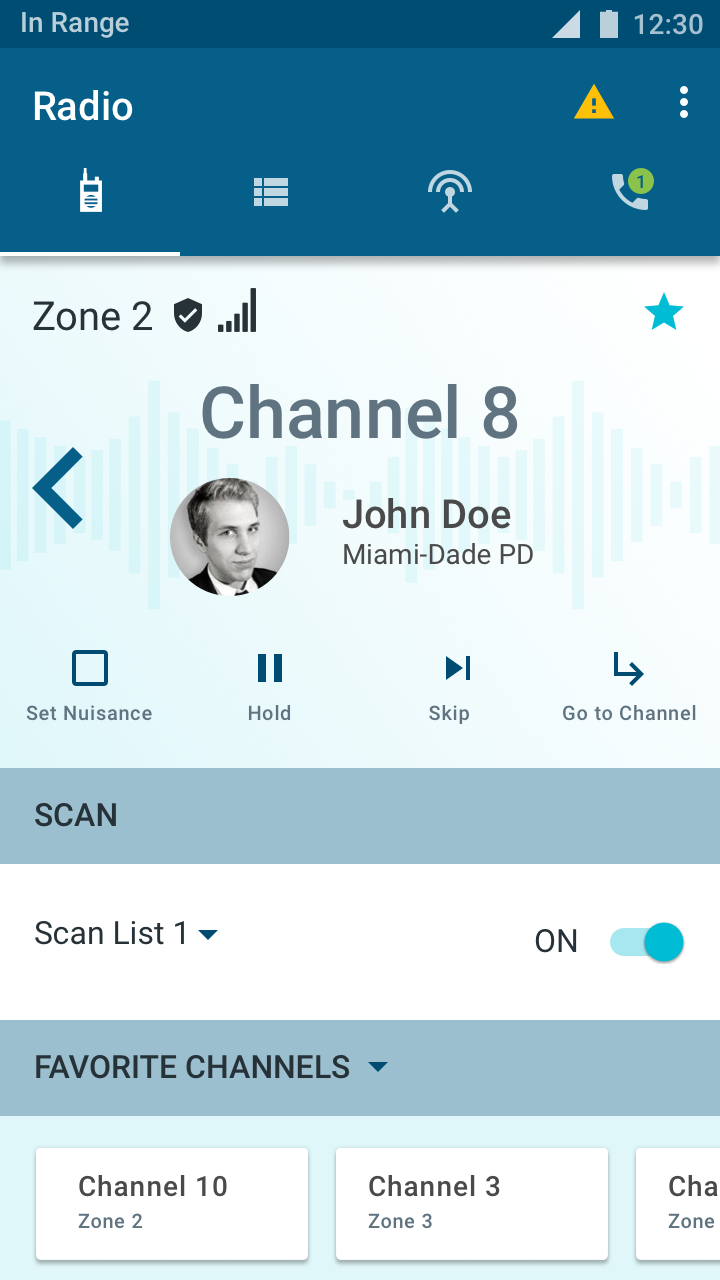 In Range 12:30
Radio
1
Zone 2
Channel 8
John Doe
Miami-Dade PD
Set Nuisance Hold Skip Go to Channel
SCAN
Scan List 1 ON
FAVORITE CHANNELS
Channel 10 Channel 3 Cha
Zone 2 Zone 3 Zone